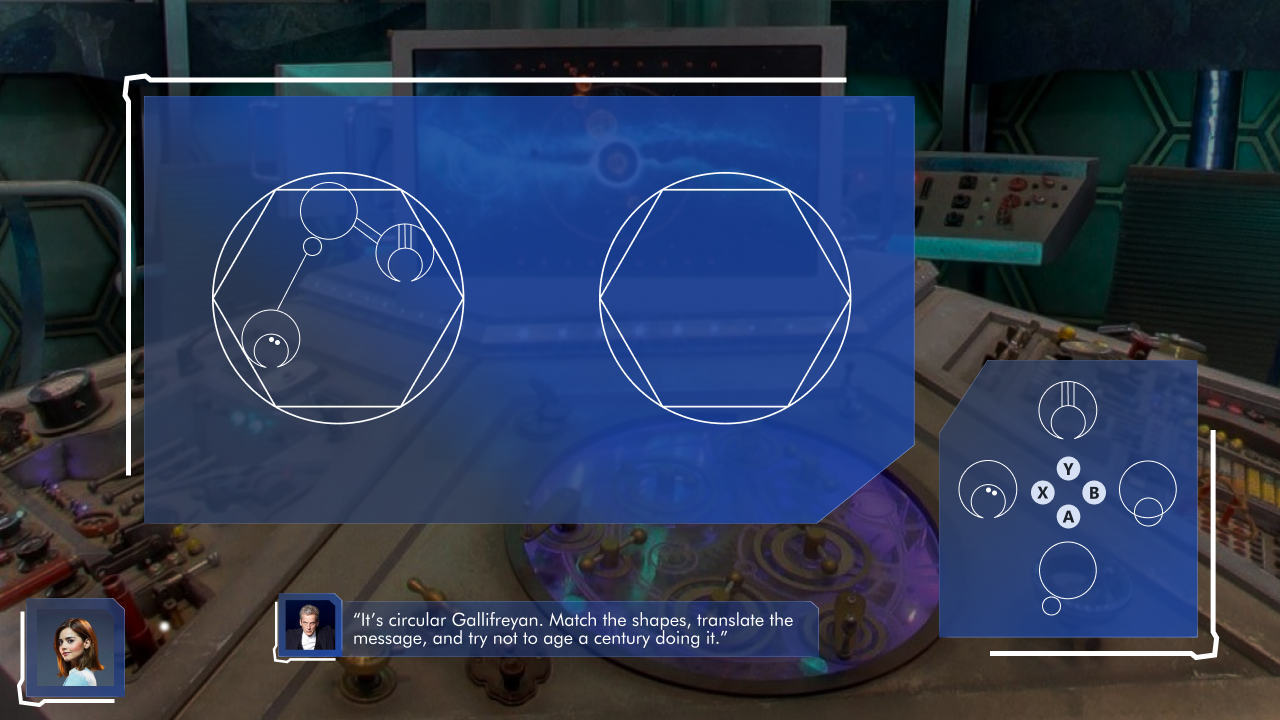 Y
X B
A
“It’s circular Gallifreyan. Match the shapes, translate the
message, and try not to age a century doing it.”